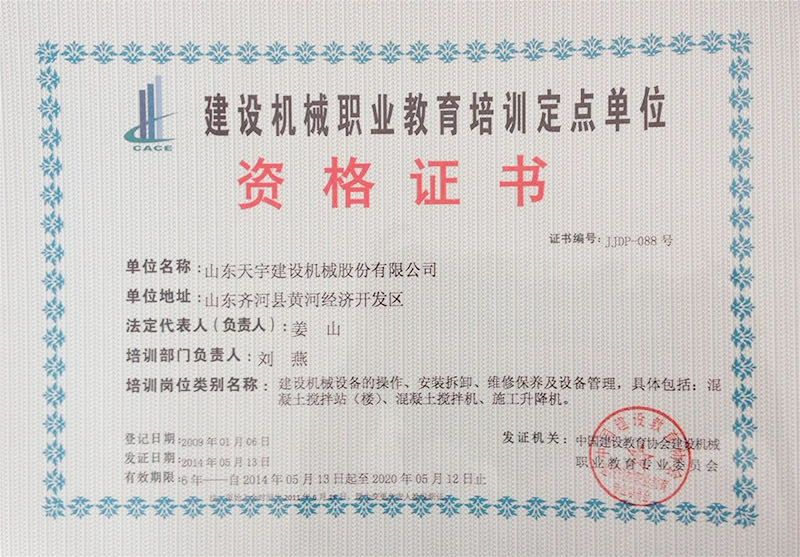 CACE
建设机械职业教育培训定点单位
资格证书
证书编号：JJDP-088 号
单位名称：山东天宇建设机械股份有限公司
单位地址：山东齐河县黄河经济开发区
法定代表人（负责人）：姜 山
培训部门负责人：刘 燕
培训岗位类别名称：建设机械设备的操作、安装拆卸、维修保养及设备管理，具体包括：混
凝土搅拌站（楼）、混凝土搅拌机、施工升降机。
登记日期：2009年01月06日
发证日期：2014年05月13日
有效期限：6年——自2014年05月13日起至2020年05月12日止
发证机关：中国建设教育协会建设机械
职业教育专业委员会